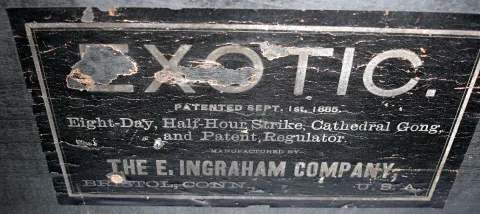 EXOTIC.
PATENTED SEPT. 1st. 1885.
Eight-Day, Half-Hour, Strike, Cathedral Gong,
and Patent, Regulator.
MANUFACTURED BY
THE E. INGRAHAM COMPANY,
BRISTOL, CONN. U.S.A.